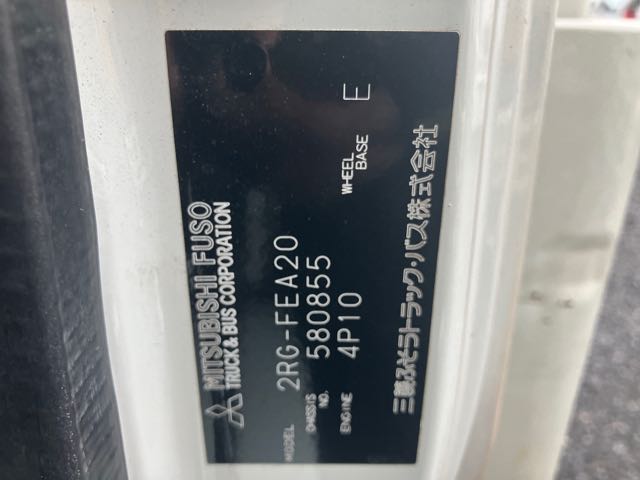 MITSUBISHI FUSO
TRUCK & BUS CORPORATION
MODEL 2RG-FEA20
CHASSIS NO. 580855
ENGINE 4P10 WHEEL BASE E
三菱ふそうトラック・バス株式会社